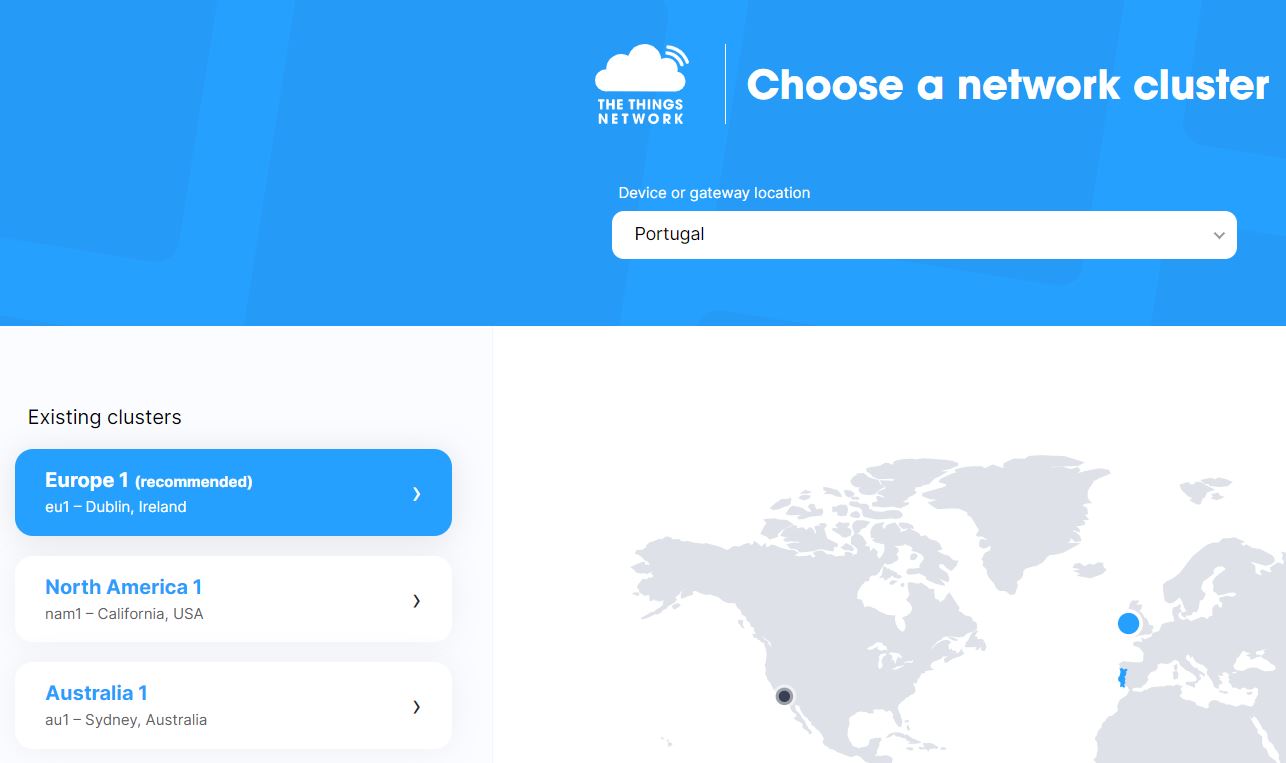 THE THINGS
NETWORK
Choose a network cluster
Device or gateway location
Portugal
Existing clusters
Europe 1 (recommended)
eu1 – Dublin, Ireland
North America 1
nam1 – California, USA
Australia 1
au1 – Sydney, Australia